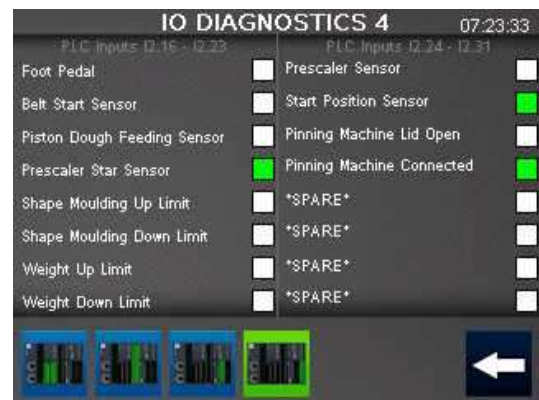 IO DIAGNOSTICS 4
07:23:33
PLC Inputs I2.16 - I2.23
Foot Pedal
Belt Start Sensor
Piston Dough Feeding Sensor
Prescaler Star Sensor
Shape Moulding Up Limit
Shape Moulding Down Limit
Weight Up Limit
Weight Down Limit
PLC Inputs I2.24 - I2.31
Prescaler Sensor
Start Position Sensor
Pinning Machine Lid Open
Pinning Machine Connected
*SPARE*
*SPARE*
*SPARE*
*SPARE*